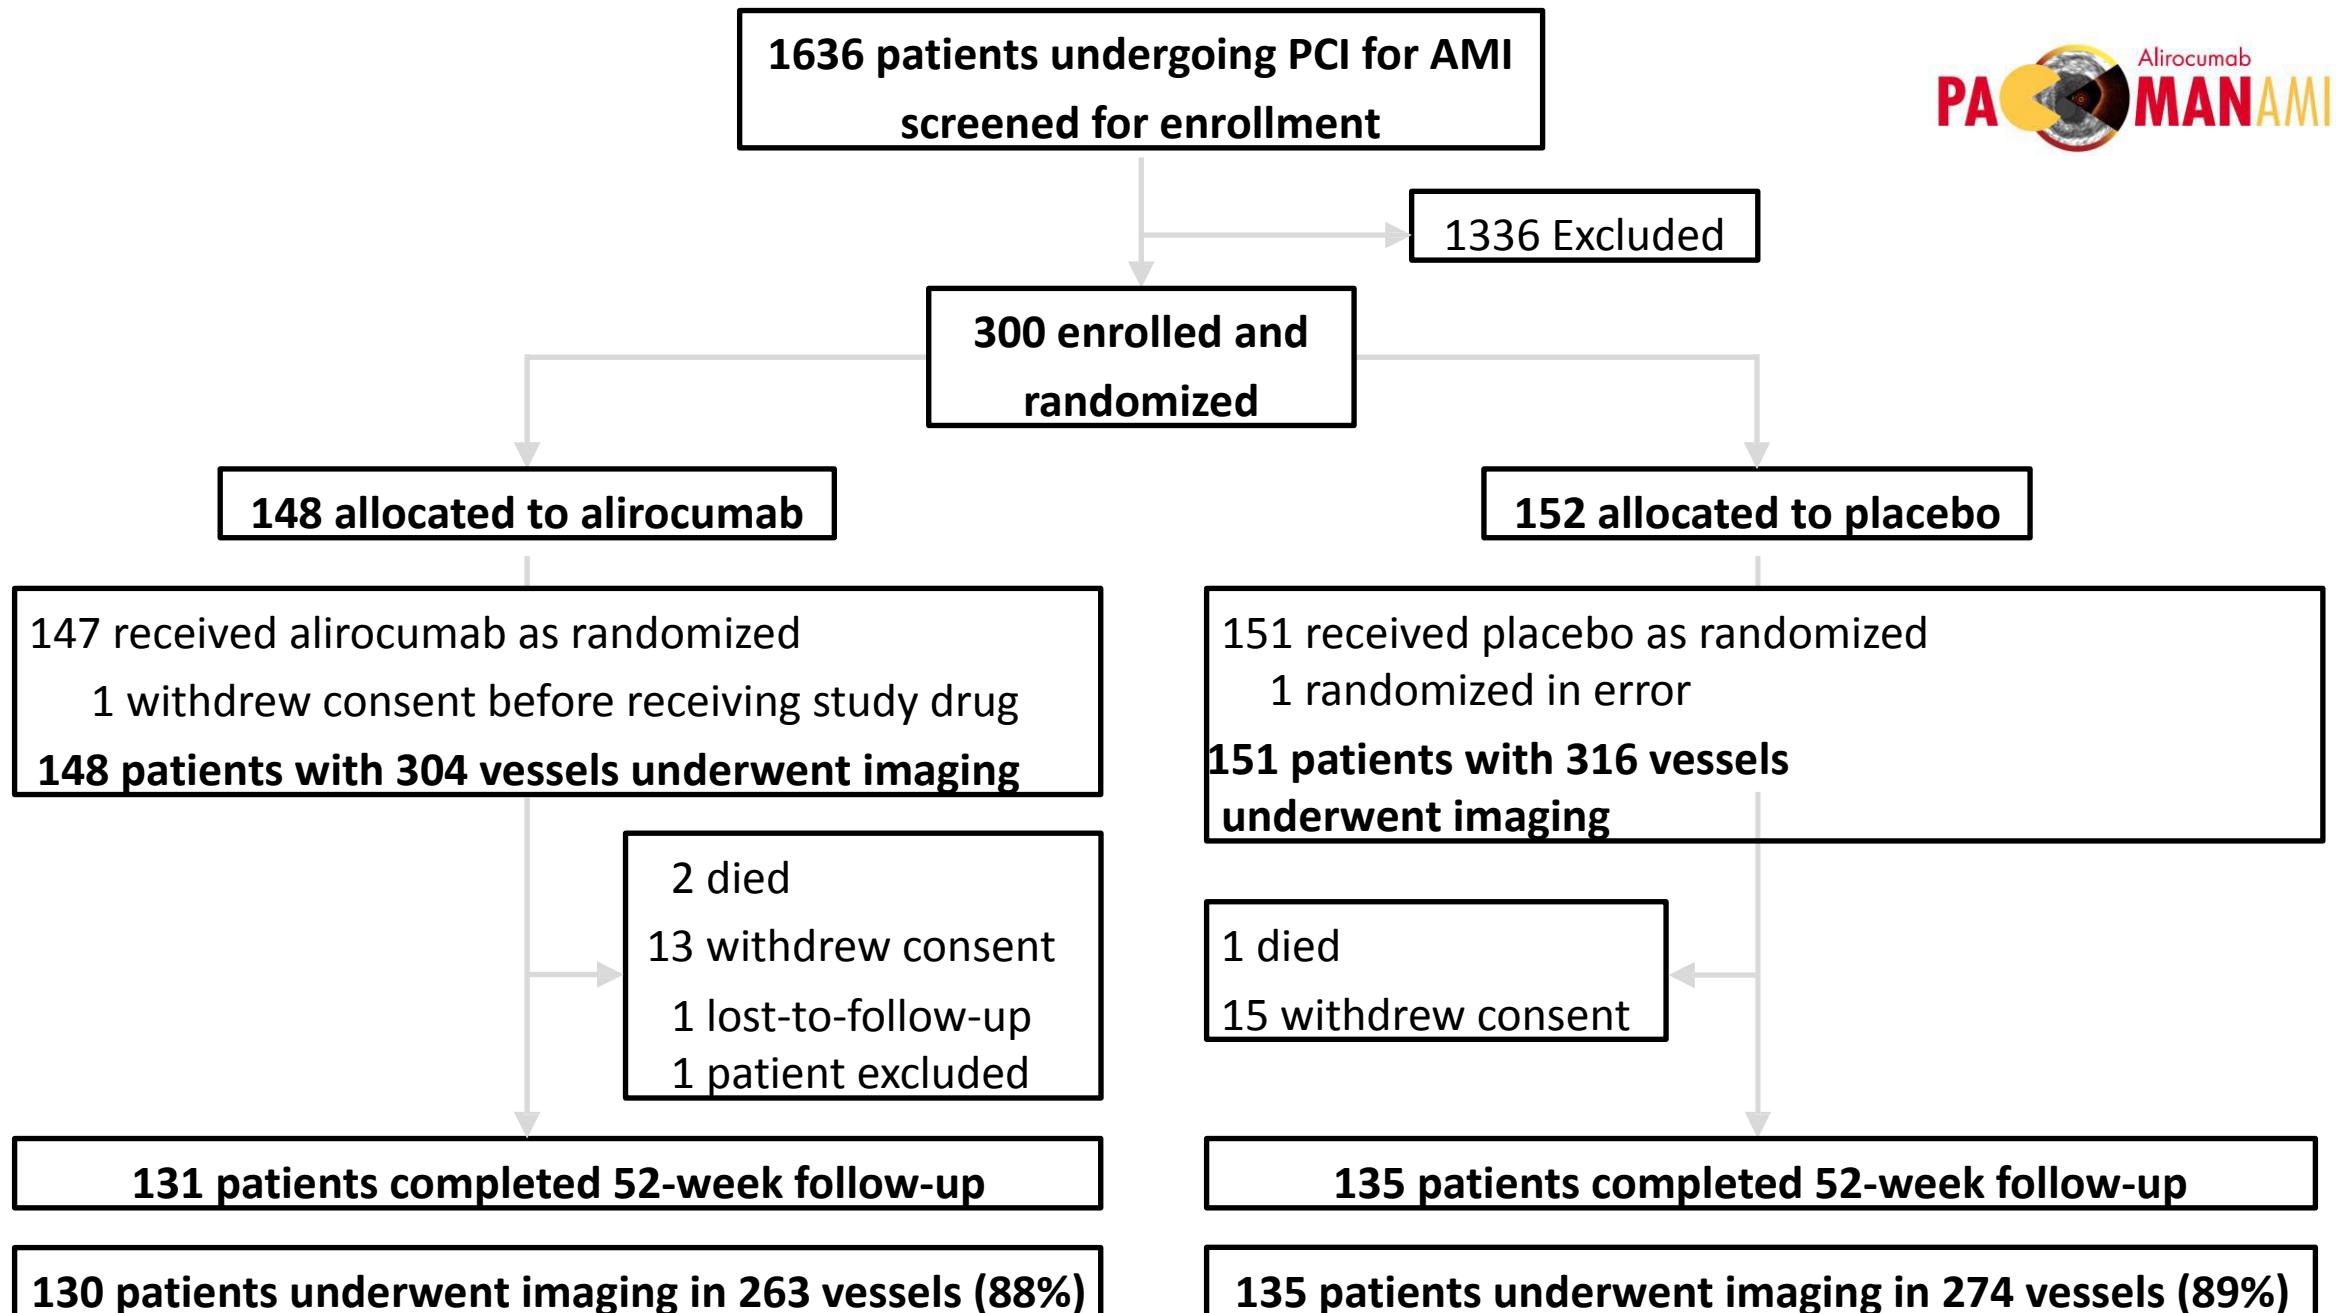 1636 patients undergoing PCI for AMI
screened for enrollment
Alirocumab
PA MANAMI
1336 Excluded
300 enrolled and
randomized
148 allocated to alirocumab
152 allocated to placebo
147 received alirocumab as randomized
1 withdrew consent before receiving study drug
148 patients with 304 vessels underwent imaging
151 received placebo as randomized
1 randomized in error
151 patients with 316 vessels
underwent imaging
2 died
13 withdrew consent
1 lost-to-follow-up
1 patient excluded
1 died
15 withdrew consent
131 patients completed 52-week follow-up
135 patients completed 52-week follow-up
130 patients underwent imaging in 263 vessels (88%)
135 patients underwent imaging in 274 vessels (89%)